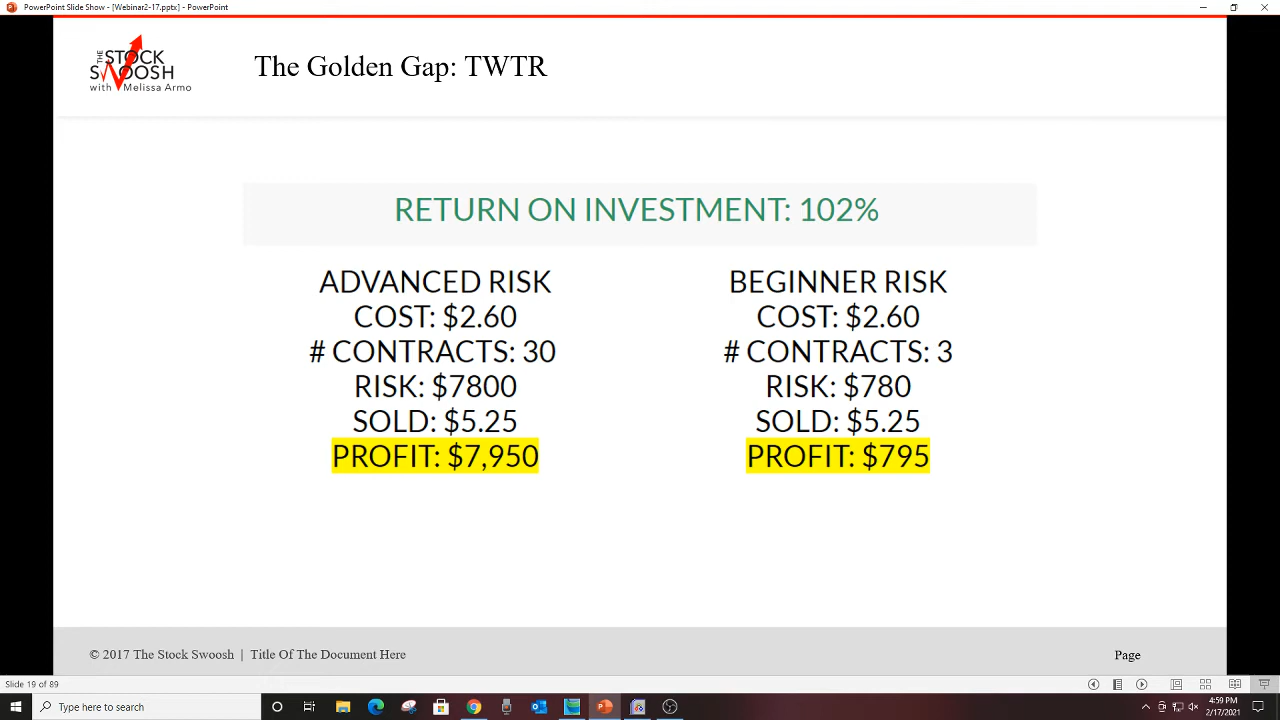 PowerPoint Slide Show - [Webinar2-17.pptx] - PowerPoint
THE STOCK
SWOOSH
with Melissa Armo
The Golden Gap: TWTR
RETURN ON INVESTMENT: 102%
ADVANCED RISK
COST: $2.60
# CONTRACTS: 30
RISK: $7800
SOLD: $5.25
PROFIT: $7,950
BEGINNER RISK
COST: $2.60
# CONTRACTS: 3
RISK: $780
SOLD: $5.25
PROFIT: $795
© 2017 The Stock Swoosh | Title Of The Document Here
Page
Slide 19 of 89
Type here to search
4:59 PM
2/17/2021